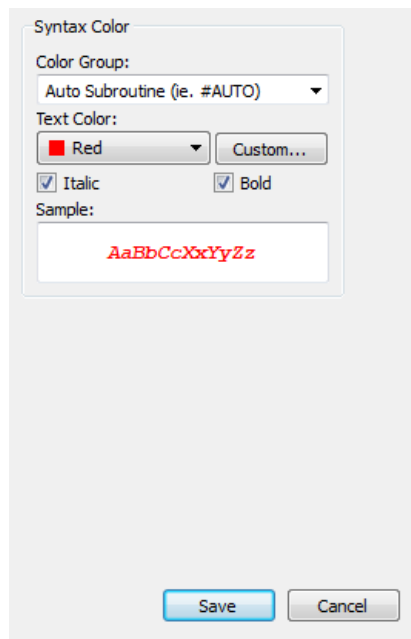 Syntax Color
Color Group:
Auto Subroutine (ie. #AUTO)
Text Color:
Red Custom...
Italic Bold
Sample:
AaBbCcXxYyZz
Save Cancel